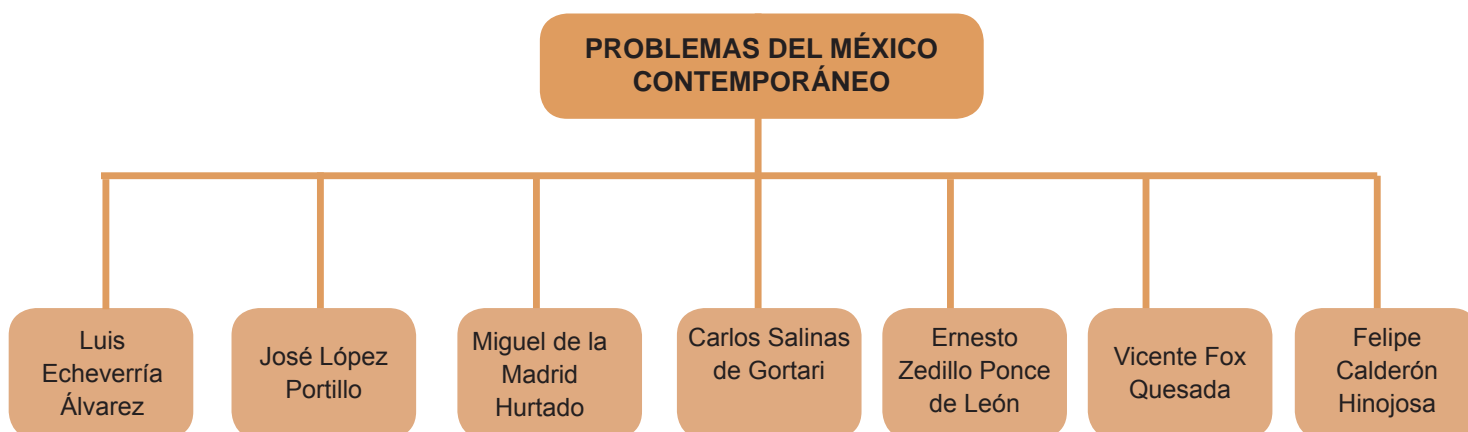 PROBLEMAS DEL MÉXICO
CONTEMPORÁNEO
Luis
Echeverría
Álvarez
José López
Portillo
Miguel de la
Madrid
Hurtado
Carlos Salinas
de Gortari
Ernesto
Zedillo Ponce
de León
Vicente Fox
Quesada
Felipe
Calderón
Hinojosa